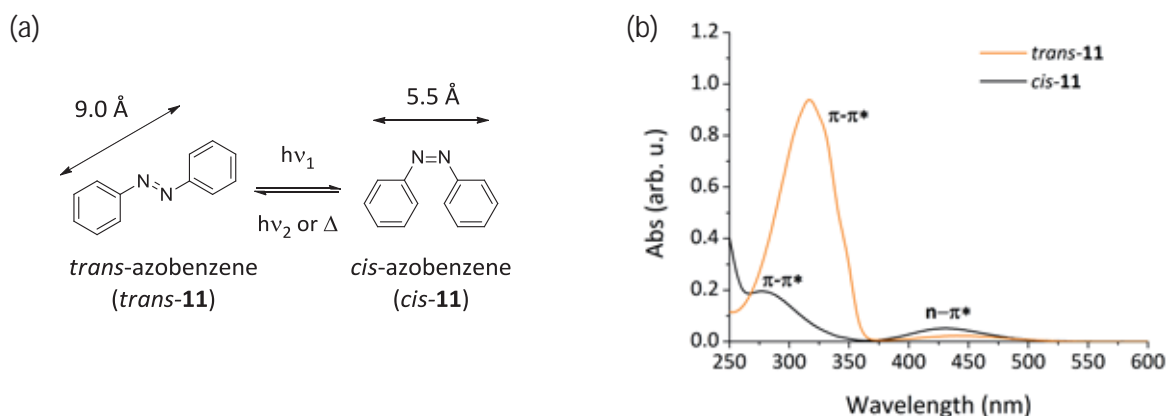 (a)
9.0 Å
5.5 Å
N
N
hν₁
hν₂ or Δ
N=N
trans-azobenzene
(trans-11)
cis-azobenzene
(cis-11)
(b)
Abs (arb. u.)
1.2
1.0
0.8
0.6
0.4
0.2
0.0
trans-11
cis-11
π-π*
π-π*
n–π*
250 300 350 400 450 500 550 600
Wavelength (nm)